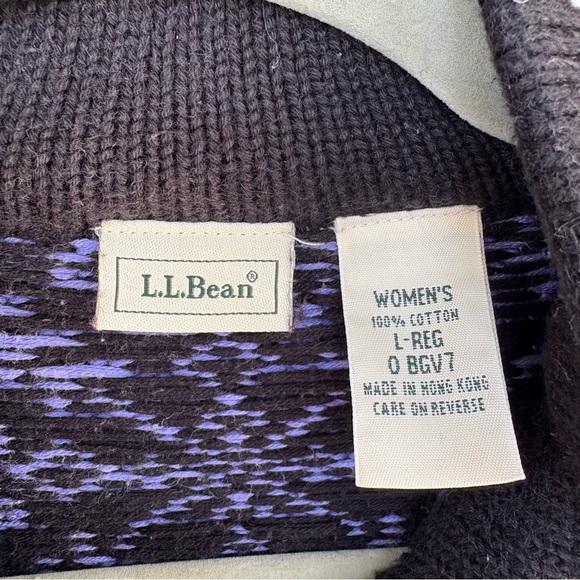 L.L.Bean®
WOMEN'S
100% COTTON
L-REG
0 BGV7
MADE IN HONG KONG
CARE ON REVERSE